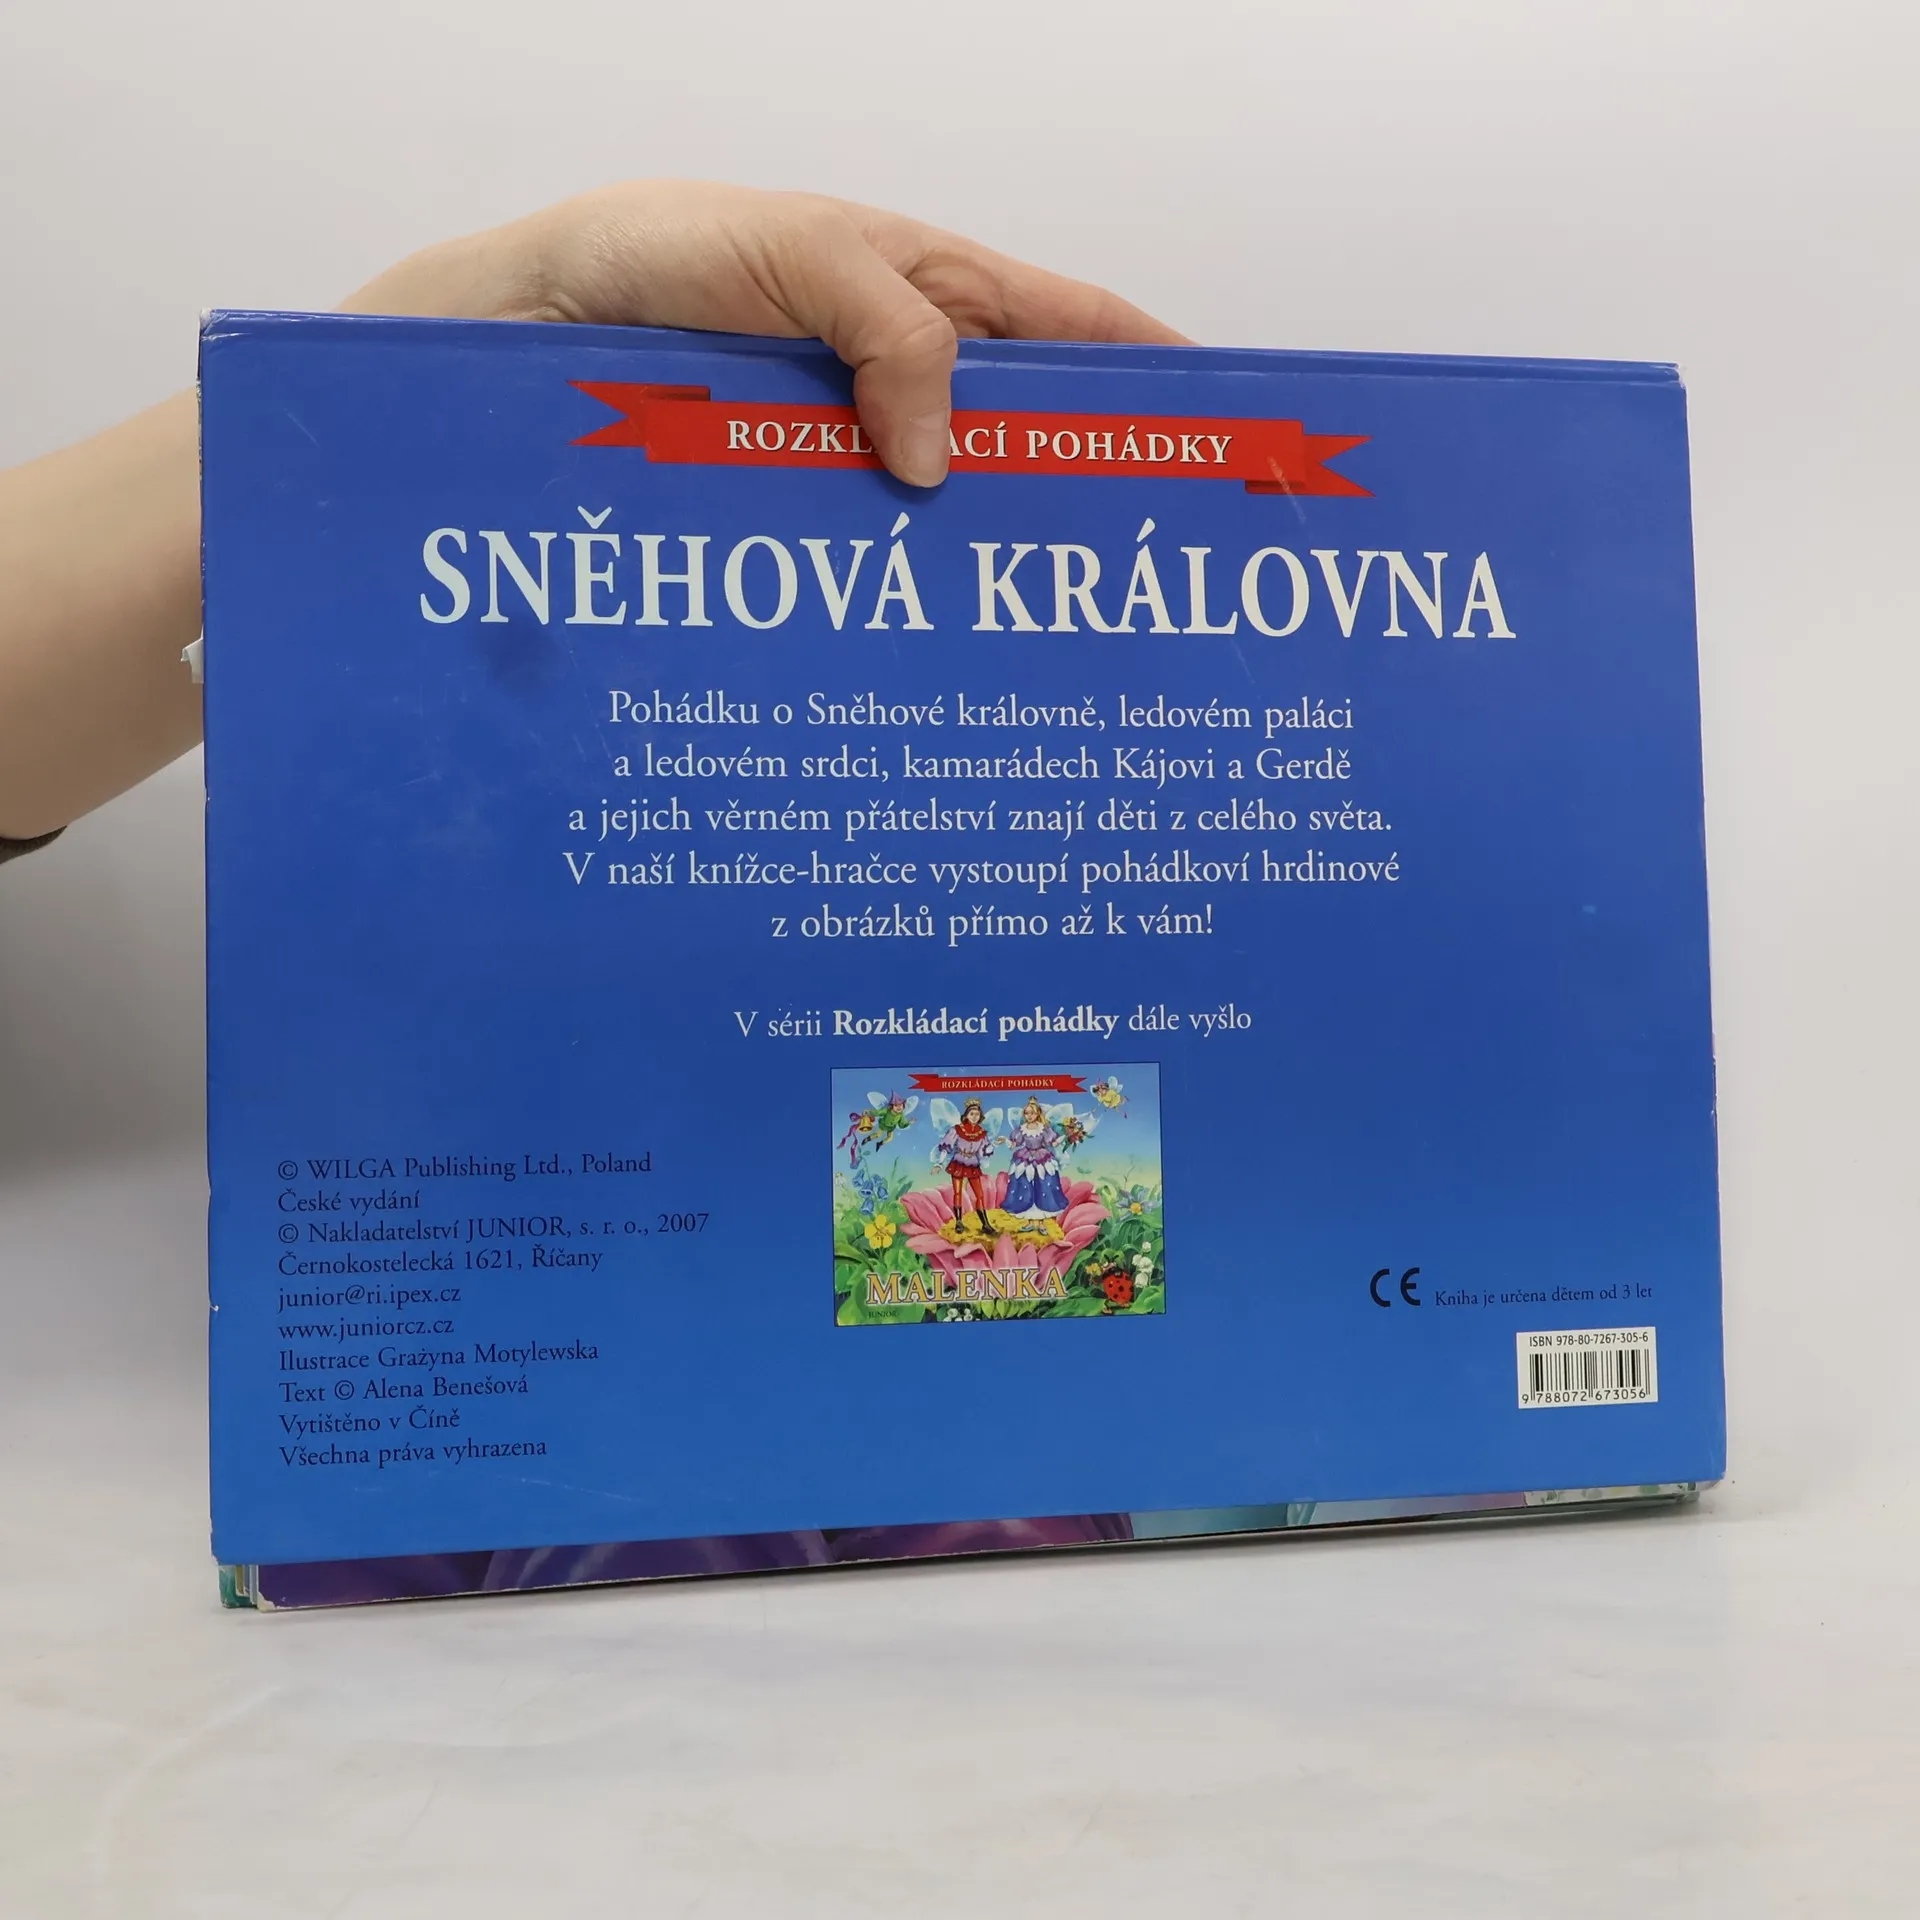 ROZKL ACÍ POHÁDKY
SNĚHOVÁ KRÁLOVNA
Pohádku o Sněhové královně, ledovém paláci
a ledovém srdci, kamarádech Kájovi a Gerdě
a jejich věrném přátelství znají děti z celého světa.
V naší knížce-hračce vystoupí pohádkoví hrdinové
z obrázků přímo až k vám!
V sérii Rozkládací pohádky dále vyšlo
ROZKLÁDACÍ POHÁDKY
MALENKA
JUNIOR
© WILGA Publishing Ltd., Poland
České vydání
© Nakladatelství JUNIOR, s. r. o., 2007
Černokostelecká 1621, Říčany
junior@ri.ipex.cz
www.juniorcz.cz
Ilustrace Grażyna Motylewska
Text © Alena Benešová
Vytištěno v Číně
Všechna práva vyhrazena
CE Kniha je určena dětem od 3 let
ISBN 978-80-7267-305-6
9 788072 673056